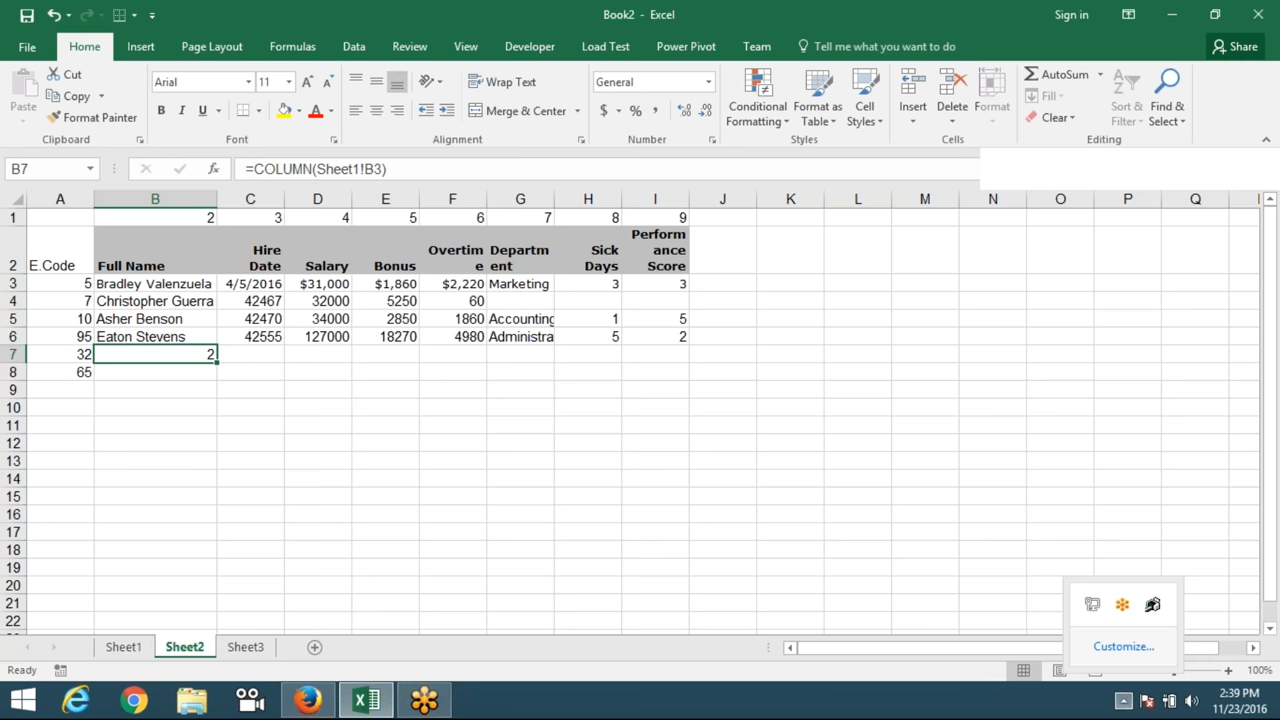 Book2 - Excel
Sign in
File Home Insert Page Layout Formulas Data Review View Developer Load Test Power Pivot Team Tell me what you want to do Share
Paste
Cut
Copy
Format Painter
Clipboard
Arial 11
B I U
Font
Wrap Text
Merge & Center
Alignment
General
$ % ,
Number
Conditional Formatting
Format as Table
Cell Styles
Styles
Insert Delete Format
Cells
AutoSum
Fill
Clear
Sort & Filter
Find & Select
Editing
B7 fx =COLUMN(Sheet1!B3)
A B C D E F G H I J K L M N O P Q
1 2 3 4 5 6 7 8 9
2 E.Code Full Name Hire Date Salary Bonus Overtime Department Sick Days Performance Score
3 5 Bradley Valenzuela 4/5/2016 $31,000 $1,860 $2,220 Marketing 3 3
4 7 Christopher Guerra 42467 32000 5250 60
5 10 Asher Benson 42470 34000 2850 1860 Accounting 1 5
6 95 Eaton Stevens 42555 127000 18270 4980 Administra 5 2
7 32 2
8 65
9
10
11
12
13
14
15
16
17
18
19
20
21
22
Customize...
Sheet1 Sheet2 Sheet3
Ready
100%
2:39 PM
11/23/2016